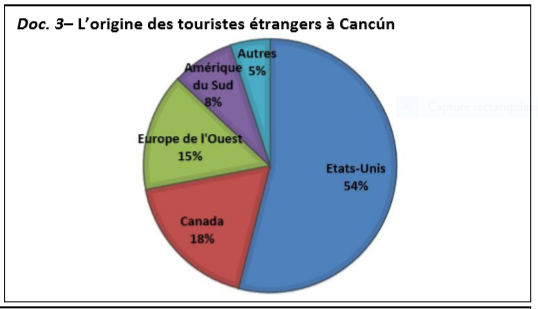 Doc. 3– L'origine des touristes étrangers à Cancún
Autres
5%
Amérique
du Sud
8%
Europe de l'Ouest
15%
Etats-Unis
54%
Canada
18%